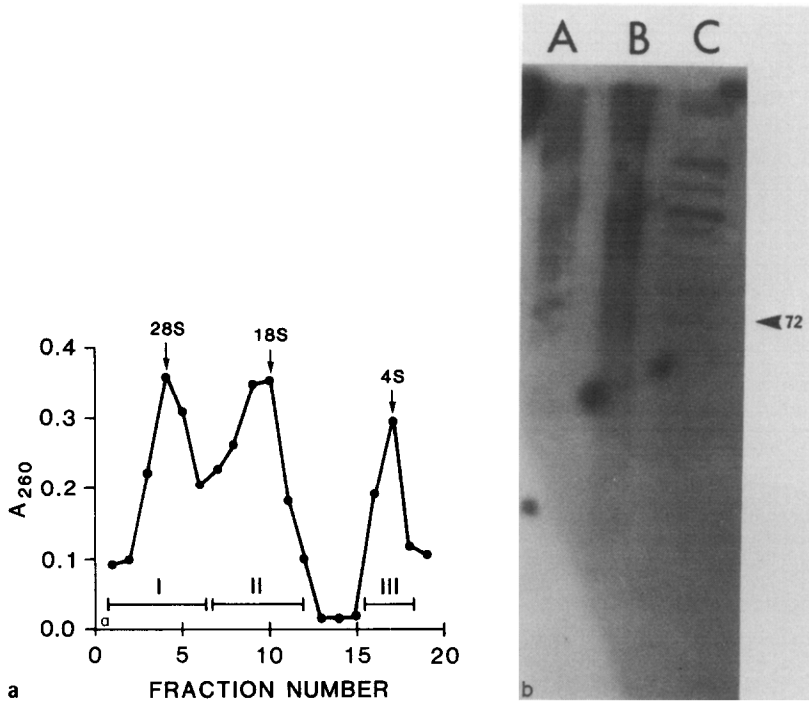 A B C
72
28S
18S
4S
0.4
0.3
0.2
0.1
0.0
A260
I II III
a
0 5 10 15 20
FRACTION NUMBER
a
b